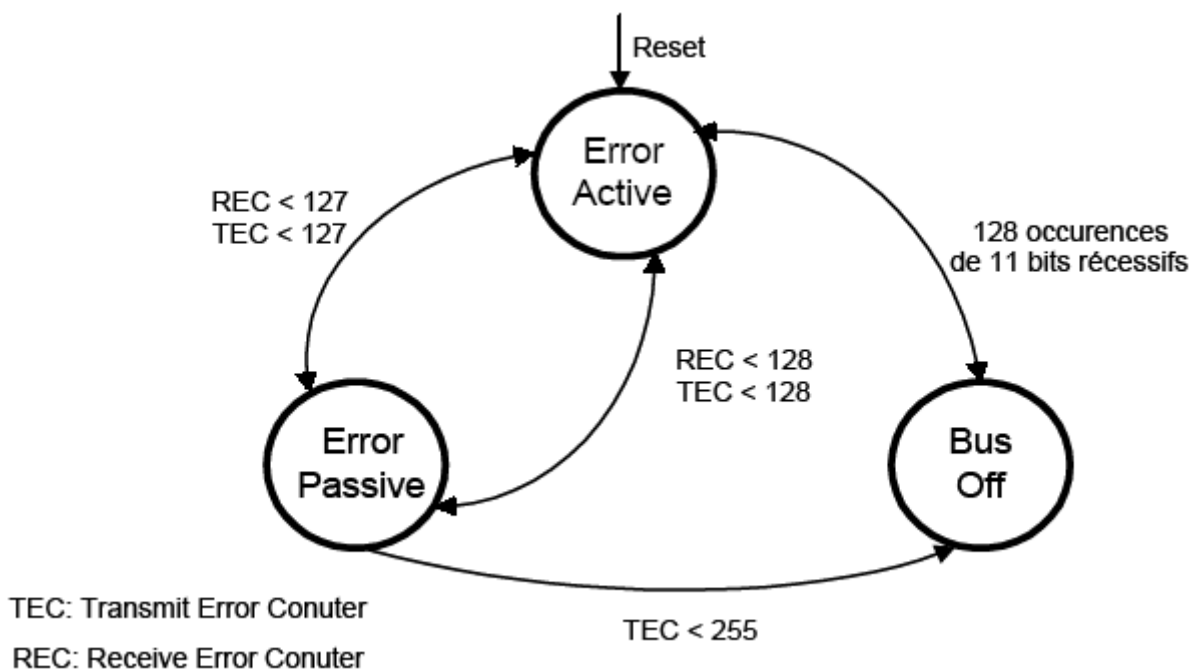 Reset
Error
Active
REC < 127
TEC < 127
128 occurences
de 11 bits récessifs
REC < 128
TEC < 128
Error
Passive
Bus
Off
TEC < 255
TEC: Transmit Error Conuter
REC: Receive Error Conuter